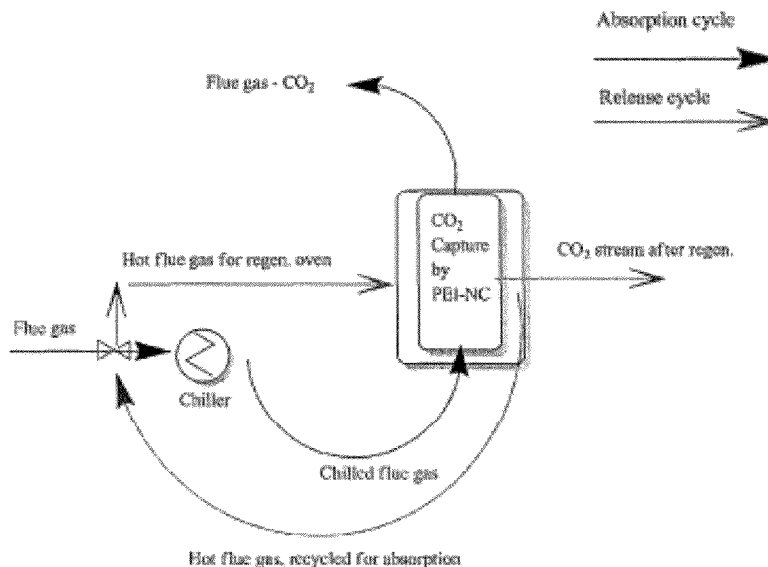 Absorption cycle
Flue gas - CO₂
Release cycle
CO₂
Capture
by
PEI-NC
CO₂ stream after regen.
Hot flue gas for regen. oven
Flue gas
Chiller
Chilled flue gas
Hot flue gas, recycled for absorption